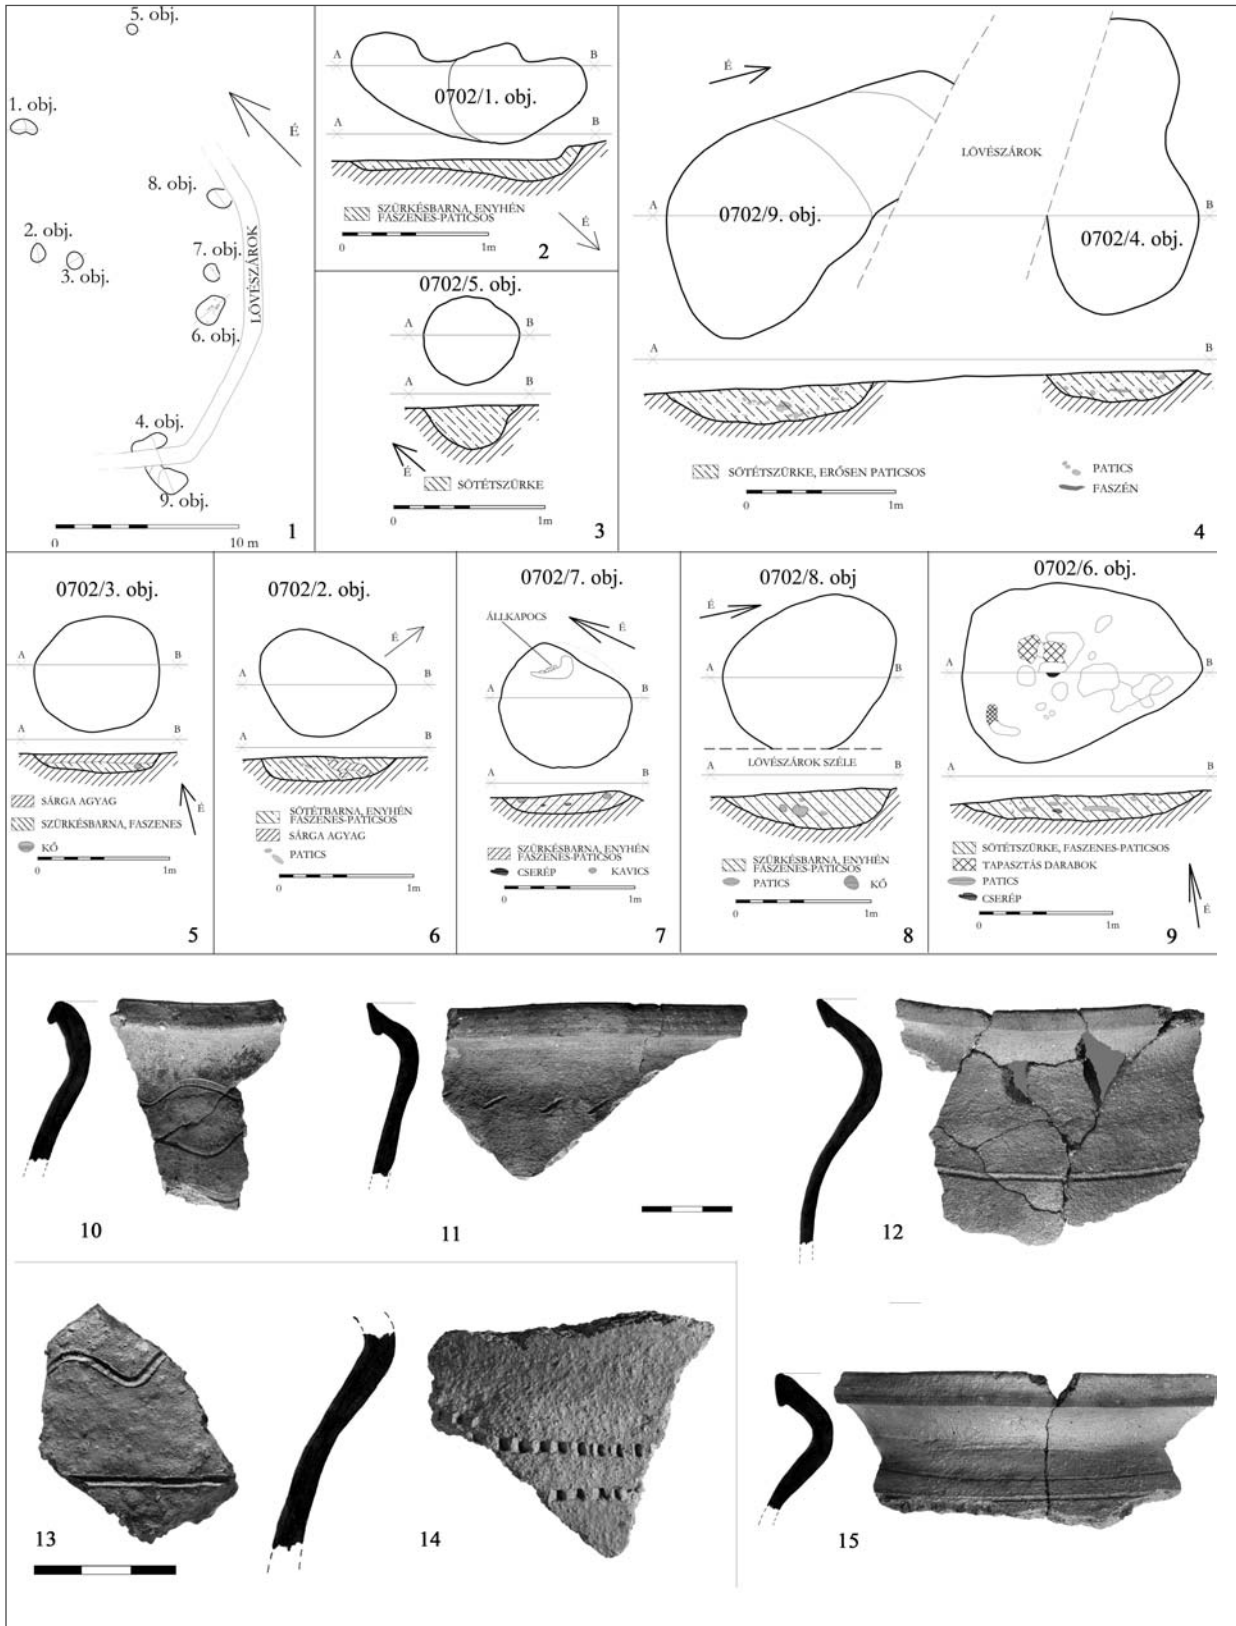 5. obj.
1. obj.
É
8. obj.
2. obj.
3. obj.
7. obj.
LÖVÉSZÁROK
6. obj.
4. obj.
9. obj.
0 10 m
1
A B
0702/1. obj.
A B
SZÜRKÉSBARNA, ENYHÉN
FASZENES-PATICSOS
0 1m
É
2
0702/5. obj.
A B
A B
É
SÖTÉTSZÜRKE
0 1m
3
É
LÖVÉSZÁROK
A B
0702/9. obj.
0702/4. obj.
A B
SÖTÉTSZÜRKE, ERŐSEN PATICSOS
PATICS
FASZÉN
0 1m
4
0702/3. obj.
A B
A B
SÁRGA AGYAG
SZÜRKÉSBARNA, FASZENES
KŐ
É
0 1m
5
0702/2. obj.
É
A B
A B
SÖTÉTBARNA, ENYHÉN
FASZENES-PATICSOS
SÁRGA AGYAG
PATICS
0 1m
6
0702/7. obj.
ÁLLKAPOCS
É
A B
A B
SZÜRKÉSBARNA, ENYHÉN
FASZENES-PATICSOS
CSERÉP KAVICS
0 1m
7
0702/8. obj
É
A B
LÖVÉSZÁROK SZÉLE
A B
SZÜRKÉSBARNA, ENYHÉN
FASZENES-PATICSOS
PATICS KŐ
0 1m
8
0702/6. obj.
A B
A B
SÖTÉTSZÜRKE, FASZENES-PATICSOS
TAPASZTÁS DARABOK
PATICS
CSERÉP
0 1m
É
9
10
11
12
13
14
15